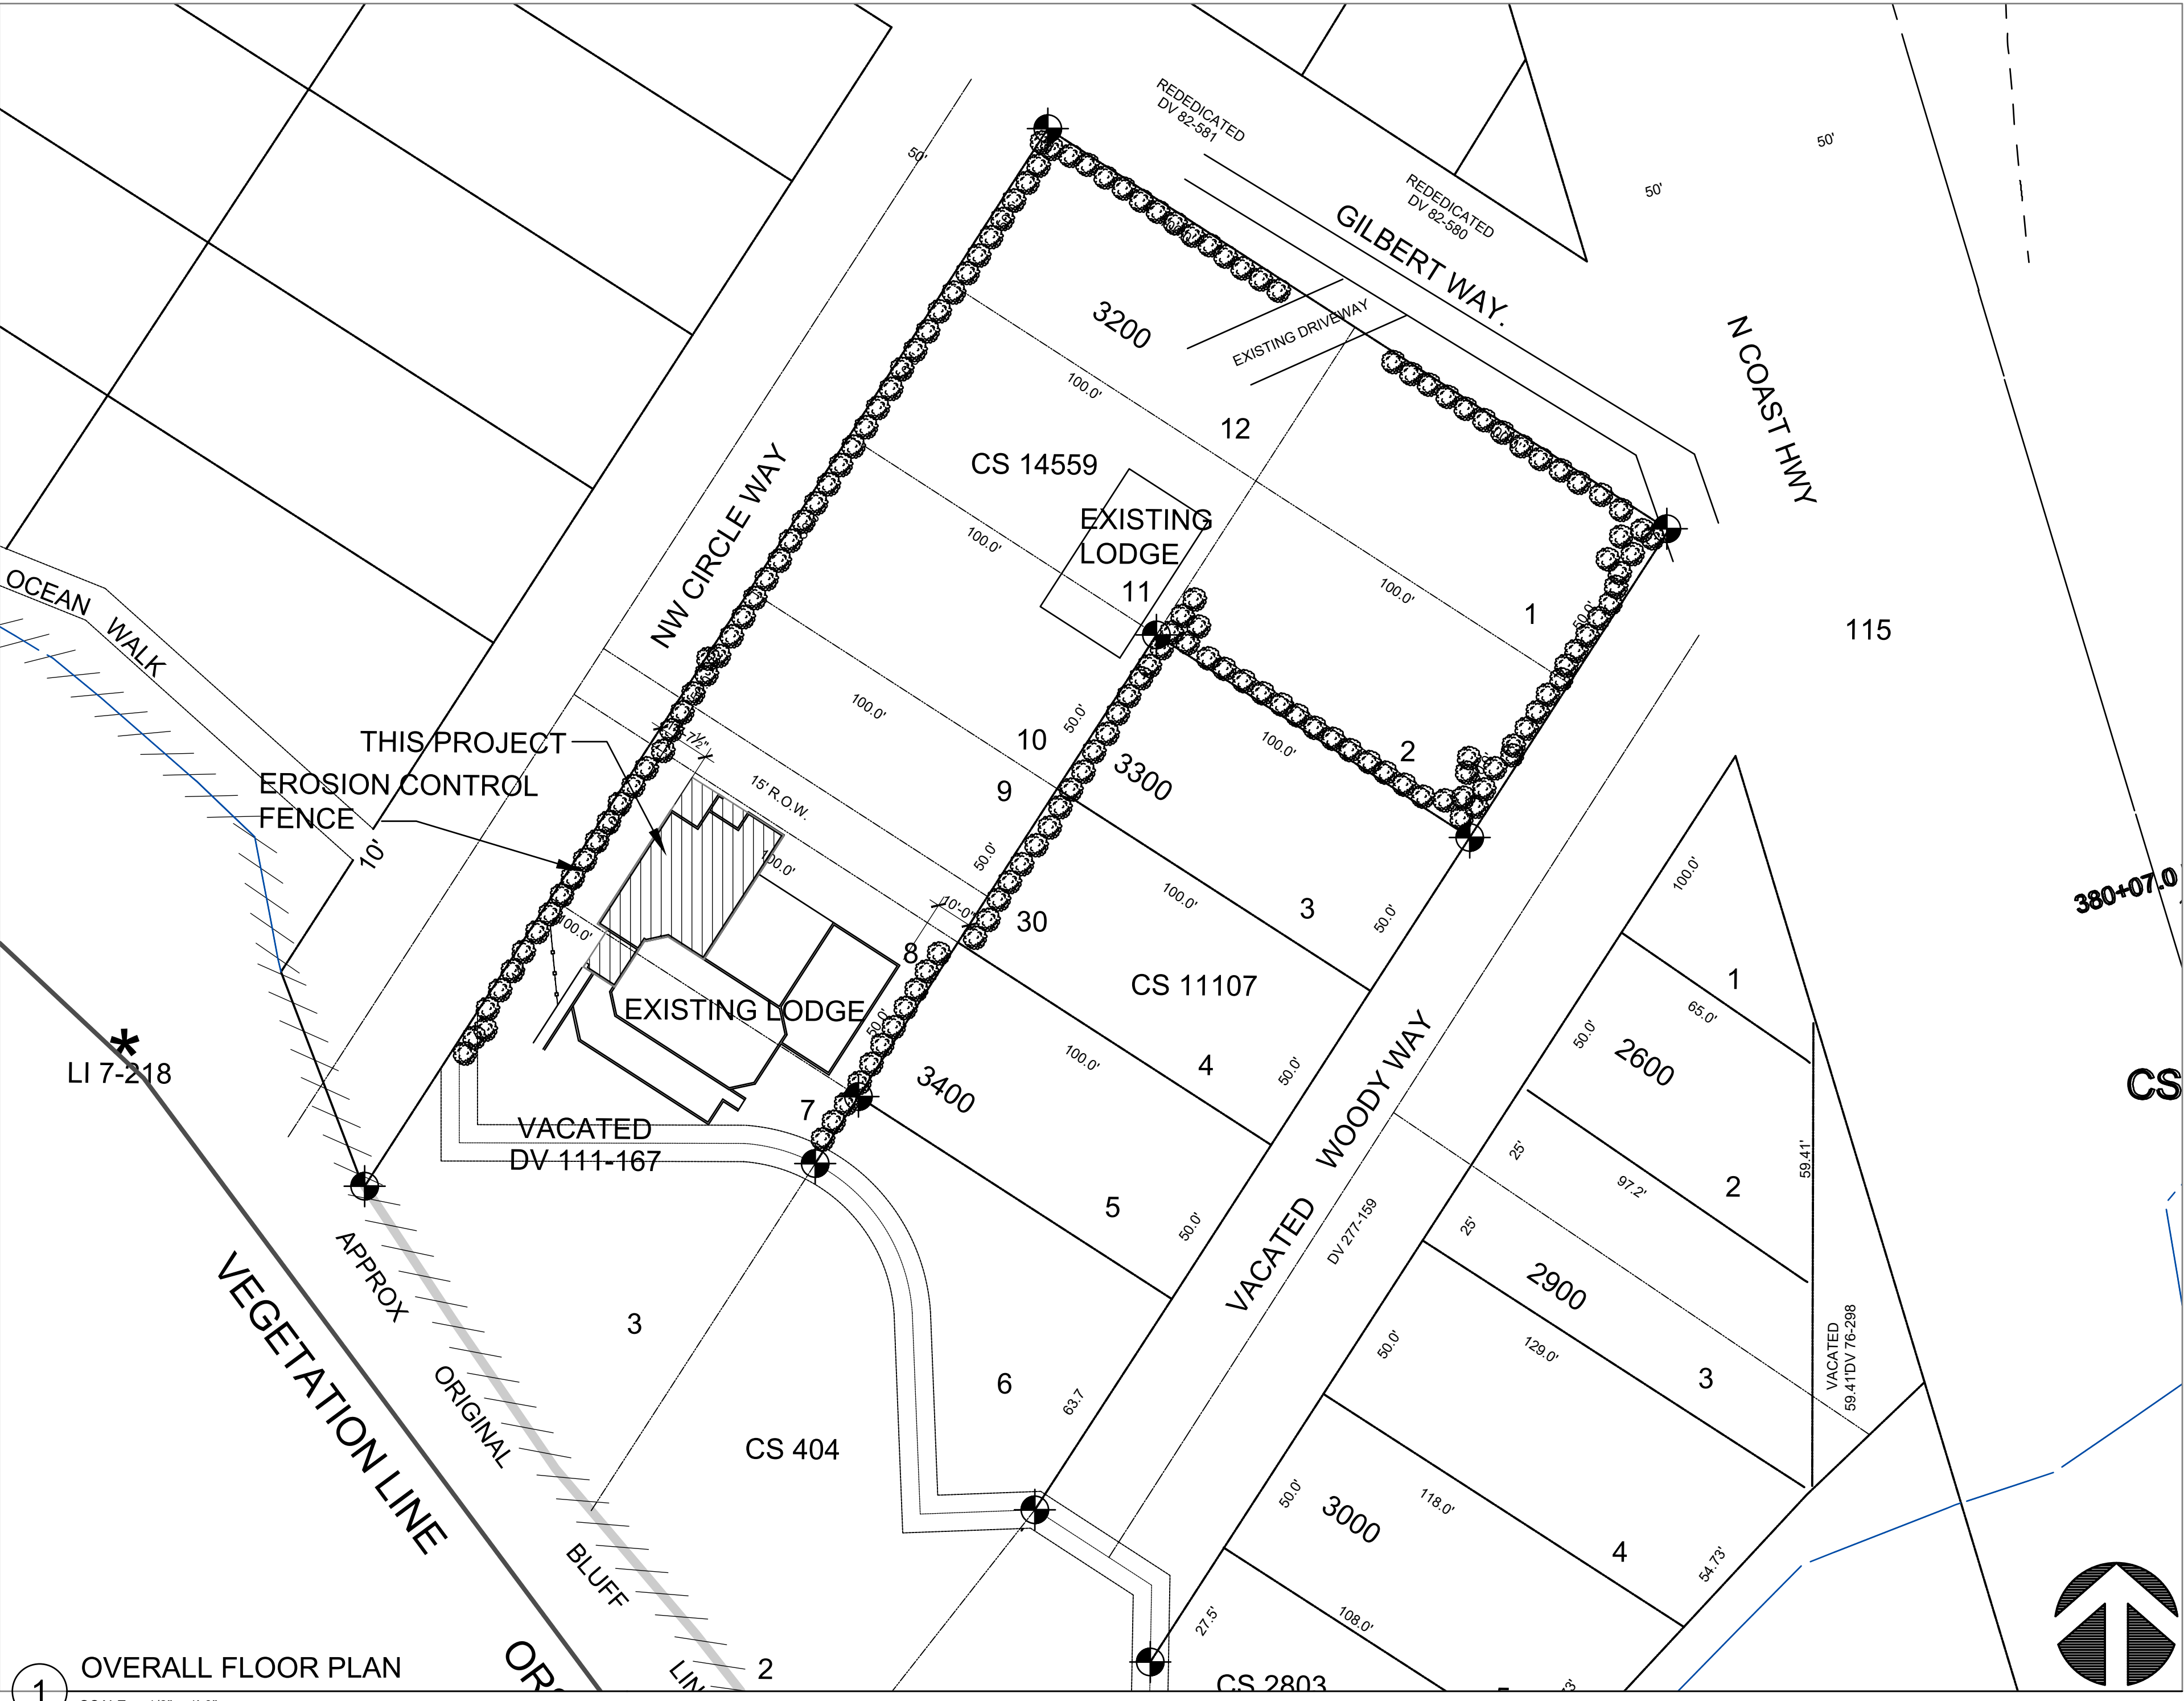 REDEDICATED
DV 82-581
50'
50'
50'
REDEDICATED
DV 82-580
GILBERT WAY.
N COAST HWY
3200
EXISTING DRIVEWAY
100.0'
12
CS 14559
EXISTING
LODGE
11
100.0'
100.0'
1
50.0'
115
NW CIRCLE WAY
OCEAN
WALK
100.0'
10
50.0'
3300
100.0'
2
THIS PROJECT
EROSION CONTROL
FENCE
10'
7½"
15' R.O.W.
9
50.0'
100.0'
100.0'
10'-0"
30
8
100.0'
3
50.0'
100.0'
380+07.0
EXISTING LODGE
50.0'
CS 11107
1
65.0'
LI 7-218
7
3400
100.0'
4
50.0'
50.0'
2600
CS
VACATED
DV 111-167
VACATED WOODY WAY
DV 277-159
25'
97.2'
2
59.41'
5
50.0'
25'
2900
129.0'
3
VACATED
59.41'DV 76-298
APPROX
ORIGINAL
BLUFF
VEGETATION LINE
3
6
63.7
50.0'
CS 404
50.0'
3000
118.0'
4
54.73'
27.5'
108.0'
2
CS 2803
1
OVERALL FLOOR PLAN